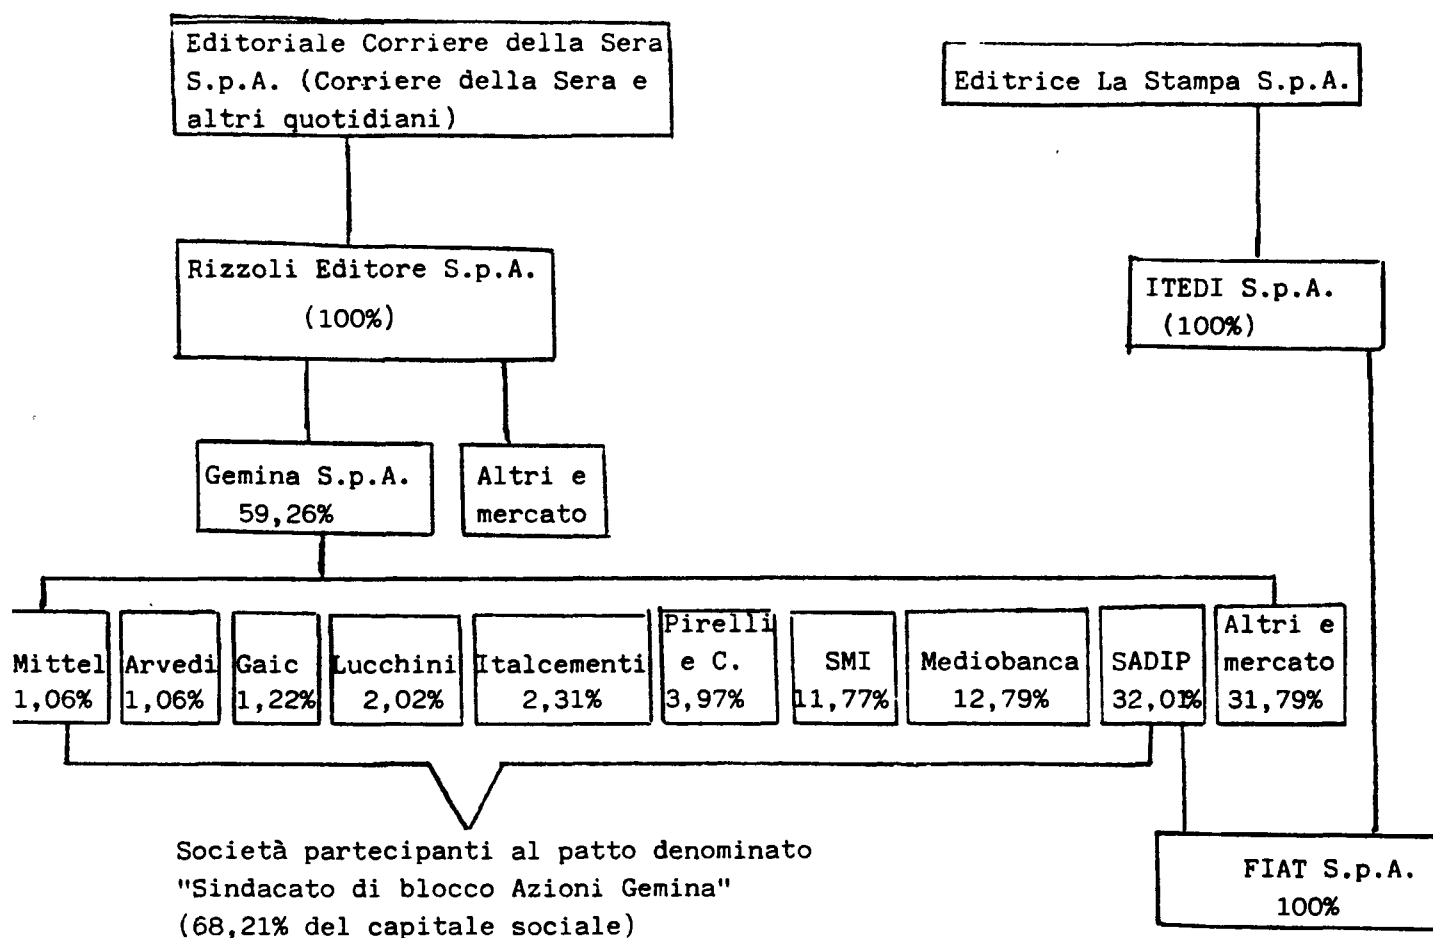 Editoriale Corriere della Sera
S.p.A. (Corriere della Sera e
altri quotidiani)
Editrice La Stampa S.p.A.
Rizzoli Editore S.p.A.
(100%)
ITEDI S.p.A.
(100%)
Gemina S.p.A.
59,26%
Altri e
mercato
Mittel
1,06%
Arvedi
1,06%
Gaic
1,22%
Lucchini
2,02%
Italcementi
2,31%
Pirelli
e C.
3,97%
SMI
11,77%
Mediobanca
12,79%
SADIP
32,01%
Altri e
mercato
31,79%
Società partecipanti al patto denominato
"Sindacato di blocco Azioni Gemina"
(68,21% del capitale sociale)
FIAT S.p.A.
100%